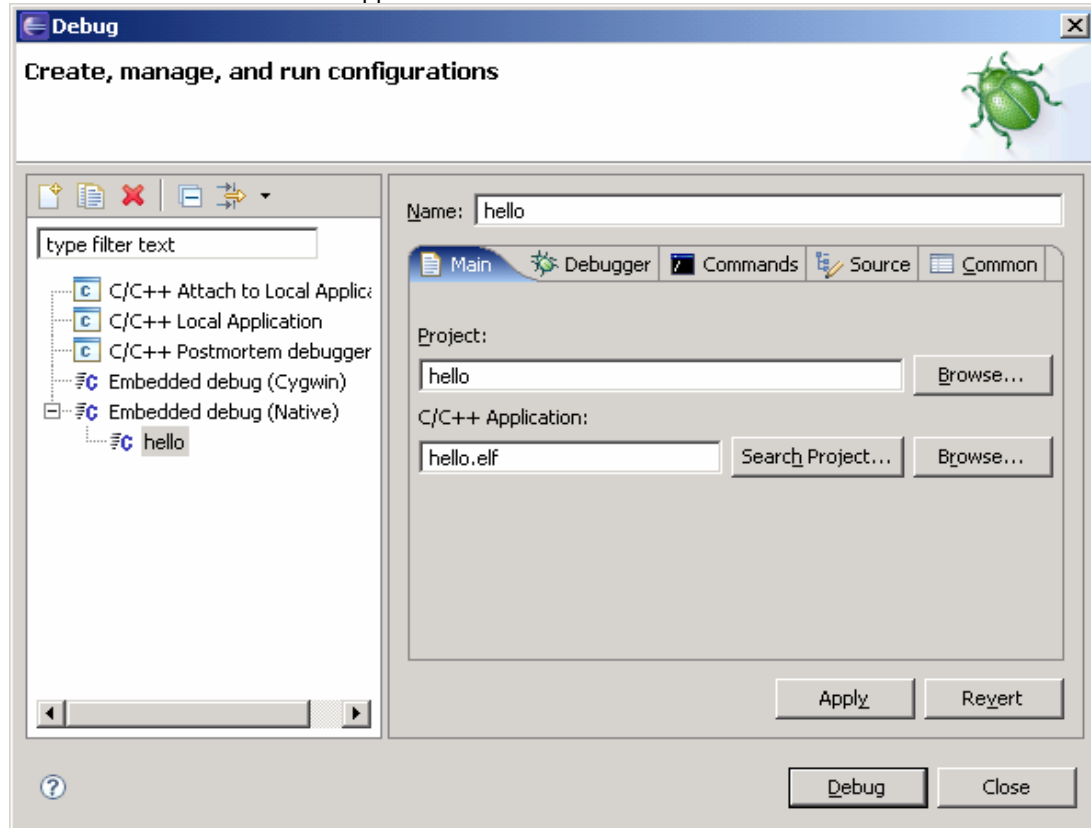 Debug
Create, manage, and run configurations
type filter text
C/C++ Attach to Local Applica
C/C++ Local Application
C/C++ Postmortem debugger
Embedded debug (Cygwin)
Embedded debug (Native)
hello
Name: hello
Main Debugger Commands Source Common
Project:
hello Browse...
C/C++ Application:
hello.elf Search Project... Browse...
Apply Revert
Debug Close